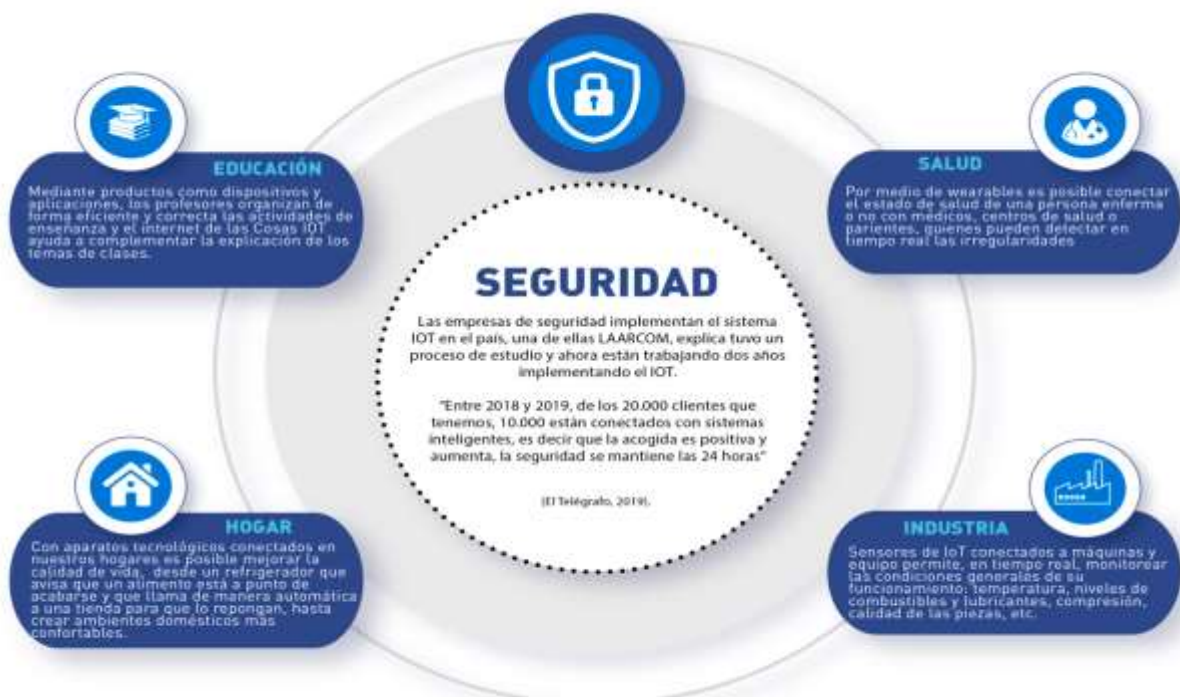 EDUCACIÓN
Mediante productos como dispositivos y
aplicaciones, los profesores organizan de
forma eficiente y correcta las actividades de
enseñanza y el internet de las Cosas IOT
ayuda a complementar la explicación de los
temas de clases.
SALUD
Por medio de wearables es posible conectar
el estado de salud de una persona enferma
o no con médicos, centros de salud o
parientes, quienes pueden detectar en
tiempo real las irregularidades
SEGURIDAD
Las empresas de seguridad implementan el sistema
IOT en el país, una de ellas LAARCOM, explica tuvo un
proceso de estudio y ahora están trabajando dos años
implementando el IOT.
"Entre 2018 y 2019, de los 20.000 clientes que
tenemos, 10.000 están conectados con sistemas
inteligentes, es decir que la acogida es positiva y
aumenta, la seguridad se mantiene las 24 horas"
(El Telégrafo, 2019).
HOGAR
Con aparatos tecnológicos conectados en
nuestros hogares es posible mejorar la
calidad de vida, desde un refrigerador que
avisa que un alimento está a punto de
acabarse y que llama de manera automática
a una tienda para que lo repongan, hasta
crear ambientes domésticos más
confortables.
INDUSTRIA
Sensores de IoT conectados a máquinas y
equipo permite, en tiempo real, monitorear
las condiciones generales de su
funcionamiento: temperatura, niveles de
combustibles y lubricantes, compresión,
calidad de las piezas, etc.